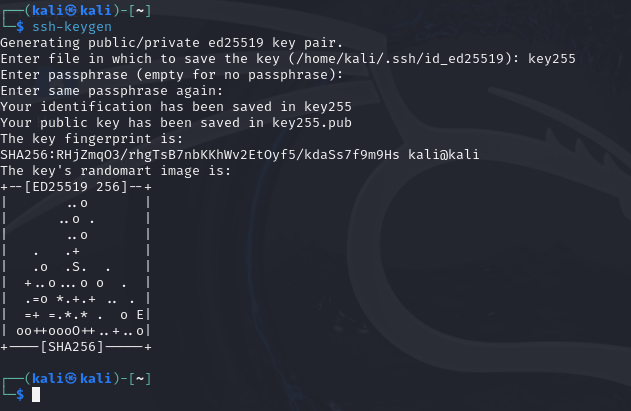 ┌──(kali㉿kali)-[~]
└─$ ssh-keygen
Generating public/private ed25519 key pair.
Enter file in which to save the key (/home/kali/.ssh/id_ed25519): key255
Enter passphrase (empty for no passphrase):
Enter same passphrase again:
Your identification has been saved in key255
Your public key has been saved in key255.pub
The key fingerprint is:
SHA256:RHjZmqO3/rhgTsB7nbKKhWv2EtOyf5/kdaSs7f9m9Hs kali@kali
The key's randomart image is:
+--[ED25519 256]--+
|       ..o       |
|      ..o .      |
|       ..o       |
|   .   .+        |
|   .o  .S.  .    |
|  +..o...o o  .  |
|  .=o *.+.+ .. . |
|  =+ =.*.* .  o E|
| oo++oooO++..+..o|
+----[SHA256]-----+
┌──(kali㉿kali)-[~]
└─$